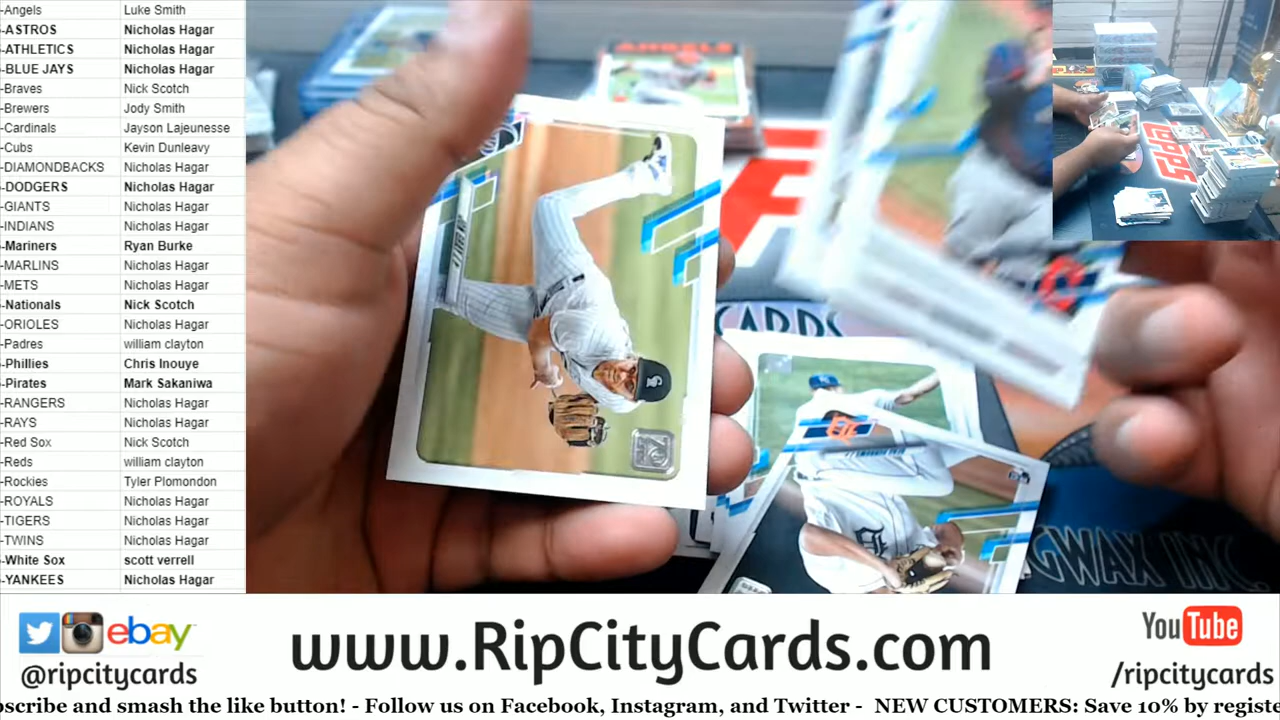 -Angels Luke Smith
-ASTROS Nicholas Hagar
-ATHLETICS Nicholas Hagar
-BLUE JAYS Nicholas Hagar
-Braves Nick Scotch
-Brewers Jody Smith
-Cardinals Jayson Lajeunesse
-Cubs Kevin Dunleavy
-DIAMONDBACKS Nicholas Hagar
-DODGERS Nicholas Hagar
-GIANTS Nicholas Hagar
-INDIANS Nicholas Hagar
-Mariners Ryan Burke
-MARLINS Nicholas Hagar
-METS Nicholas Hagar
-Nationals Nick Scotch
-ORIOLES Nicholas Hagar
-Padres william clayton
-Phillies Chris Inouye
-Pirates Mark Sakaniwa
-RANGERS Nicholas Hagar
-RAYS Nicholas Hagar
-Red Sox Nick Scotch
-Reds william clayton
-Rockies Tyler Plomondon
-ROYALS Nicholas Hagar
-TIGERS Nicholas Hagar
-TWINS Nicholas Hagar
-White Sox scott verrell
-YANKEES Nicholas Hagar
ANGELS
CARDS
GWAX INC.
TOPPS
ebay
@ripcitycards
www.RipCityCards.com
YouTube
/ripcitycards
bscribe and smash the like button! - Follow us on Facebook, Instagram, and Twitter - NEW CUSTOMERS: Save 10% by registe